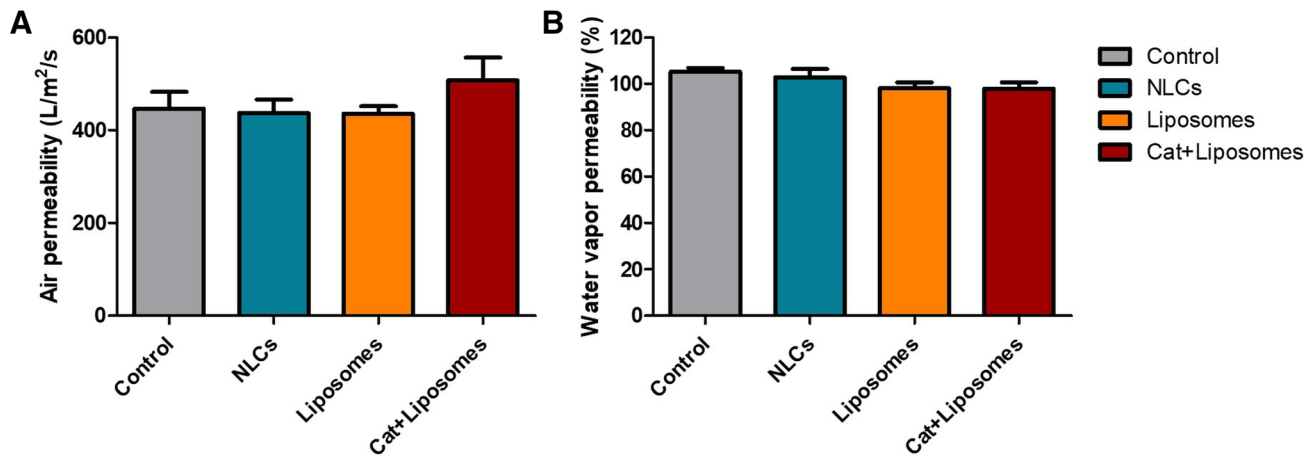 A
Air permeability (L/m²/s)
600
400
200
0
Control
NLCs
Liposomes
Cat+Liposomes
B
Water vapor permeability (%)
120
100
80
60
40
20
0
Control
NLCs
Liposomes
Cat+Liposomes
Control
NLCs
Liposomes
Cat+Liposomes